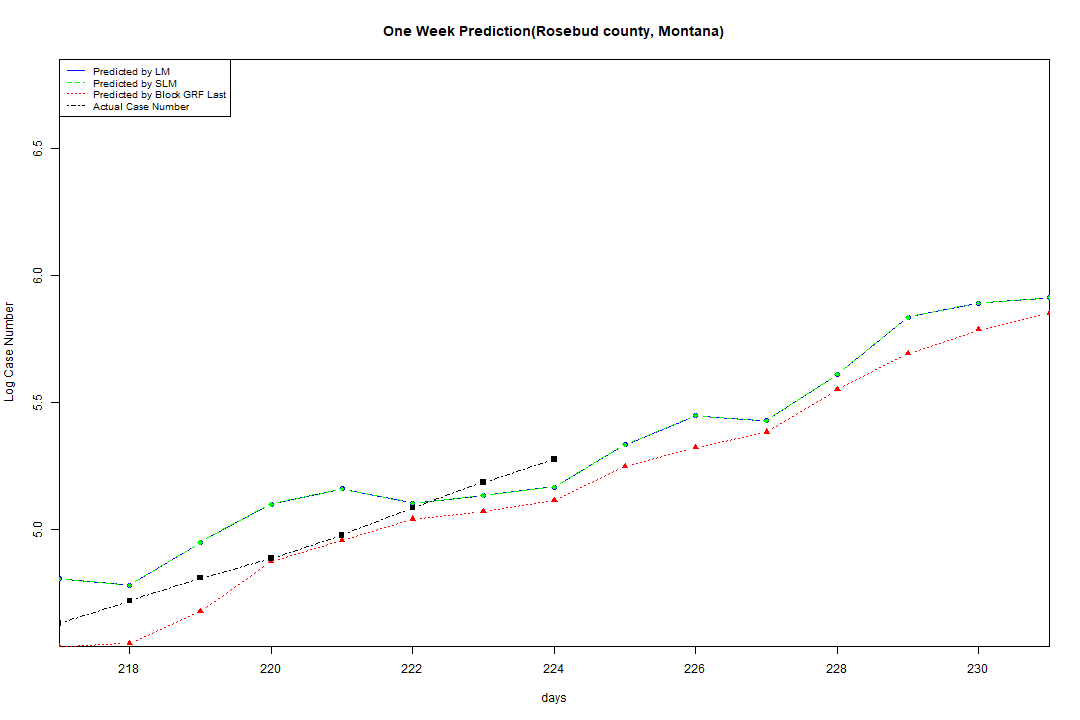 One Week Prediction(Rosebud county, Montana)
Predicted by LM
Predicted by SLM
Predicted by Block GRF Last
Actual Case Number
6.5
6.0
5.5
5.0
Log Case Number
218 220 222 224 226 228 230
days